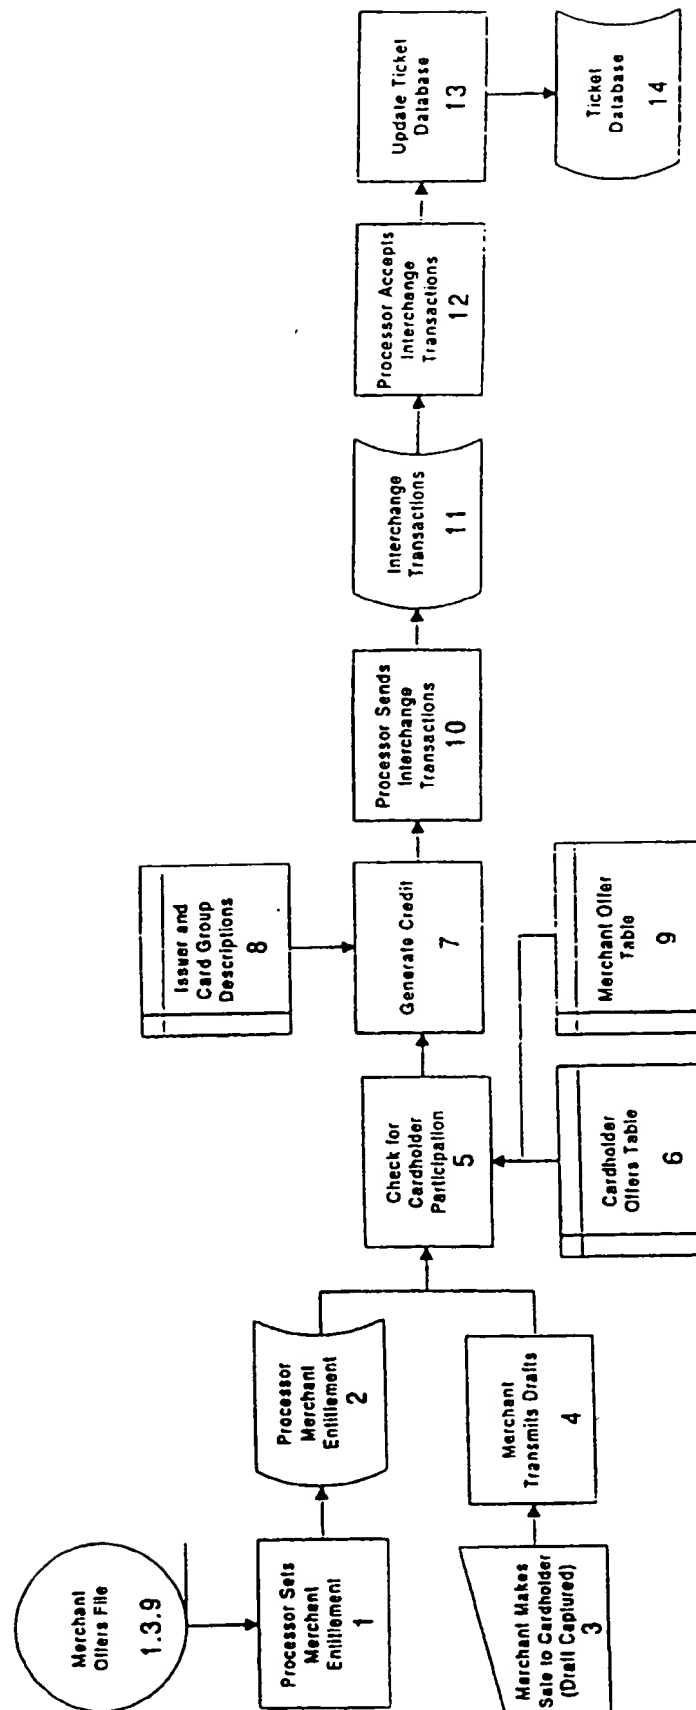 Merchant
Offers File
1.3.9
Processor Sets
Merchant
Entitlement
1
Processor
Merchant
Entitlement
2
Merchant Makes
Sale to Cardholder
(Draft Captured)
3
Merchant
Transmits Drafts
4
Check for
Cardholder
Participation
5
Cardholder
Offers Table
6
Generate Credit
7
Issuer and
Card Group
Descriptions
8
Merchant Offer
Table
9
Processor Sends
Interchange
Transactions
10
Interchange
Transactions
11
Processor Accepts
Interchange
Transactions
12
Update Ticket
Database
13
Ticket
Database
14